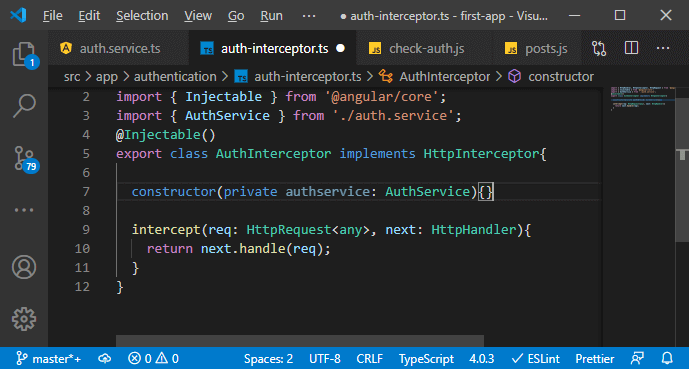 File Edit Selection ··· ● auth-interceptor.ts - first-app - Visu...
auth.service.ts TS auth-interceptor.ts ● JS check-auth.js JS posts.js ···
src > app > authentication > TS auth-interceptor.ts > AuthInterceptor > constructor
1
79
2 import { Injectable } from '@angular/core';
3 import { AuthService } from './auth.service';
4 @Injectable()
5 export class AuthInterceptor implements HttpInterceptor{
6
7 constructor(private authservice: AuthService){}
8
9 intercept(req: HttpRequest<any>, next: HttpHandler){
10 return next.handle(req);
11 }
12 }
master*+ 0 0 Spaces: 2 UTF-8 CRLF TypeScript 4.0.3 ✓ ESLint Prettier